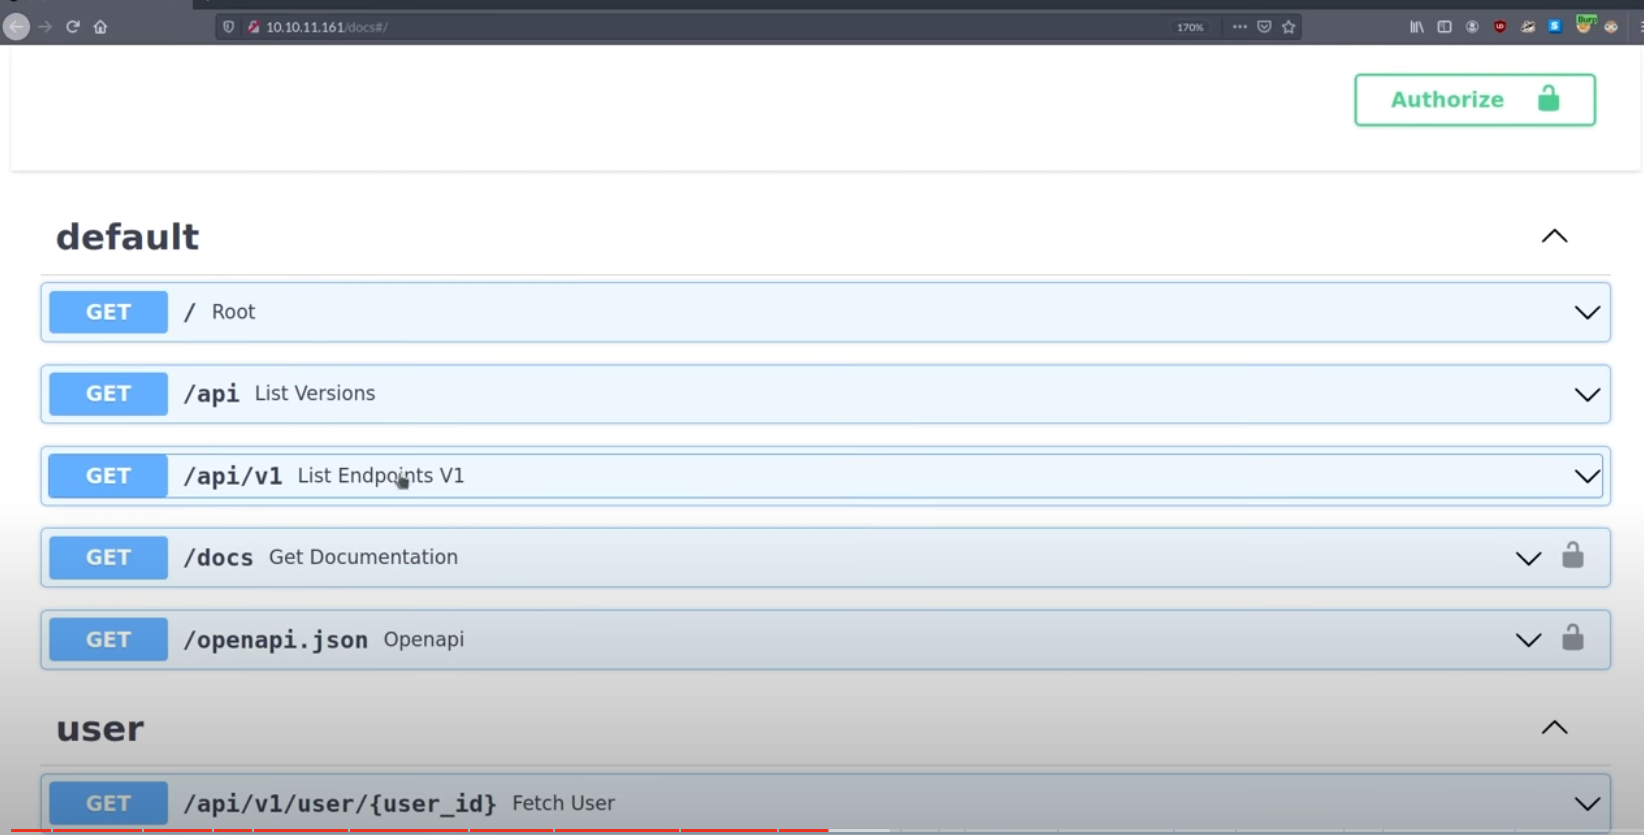 10.10.11.161/docs#/
170%
Burp
Authorize
default
GET / Root
GET /api List Versions
GET /api/v1 List Endpoints V1
GET /docs Get Documentation
GET /openapi.json Openapi
user
GET /api/v1/user/{user_id} Fetch User